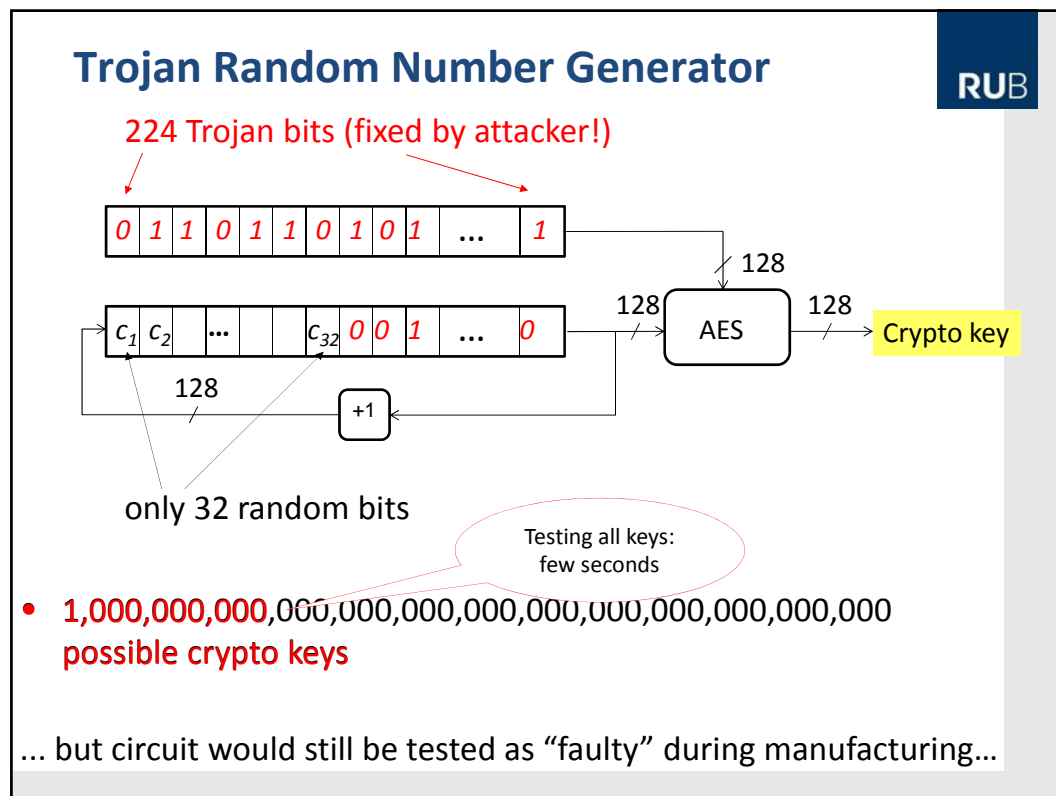 Trojan Random Number Generator
RUB
224 Trojan bits (fixed by attacker!)
0 1 1 0 1 1 0 1 0 1 ... 1
128
c1 c2 ... c32 0 0 1 ... 0
128
AES
128
Crypto key
128
+1
only 32 random bits
Testing all keys:
few seconds
• 1,000,000,000,000,000,000,000,000,000,000,000,000,000
possible crypto keys
... but circuit would still be tested as “faulty” during manufacturing…